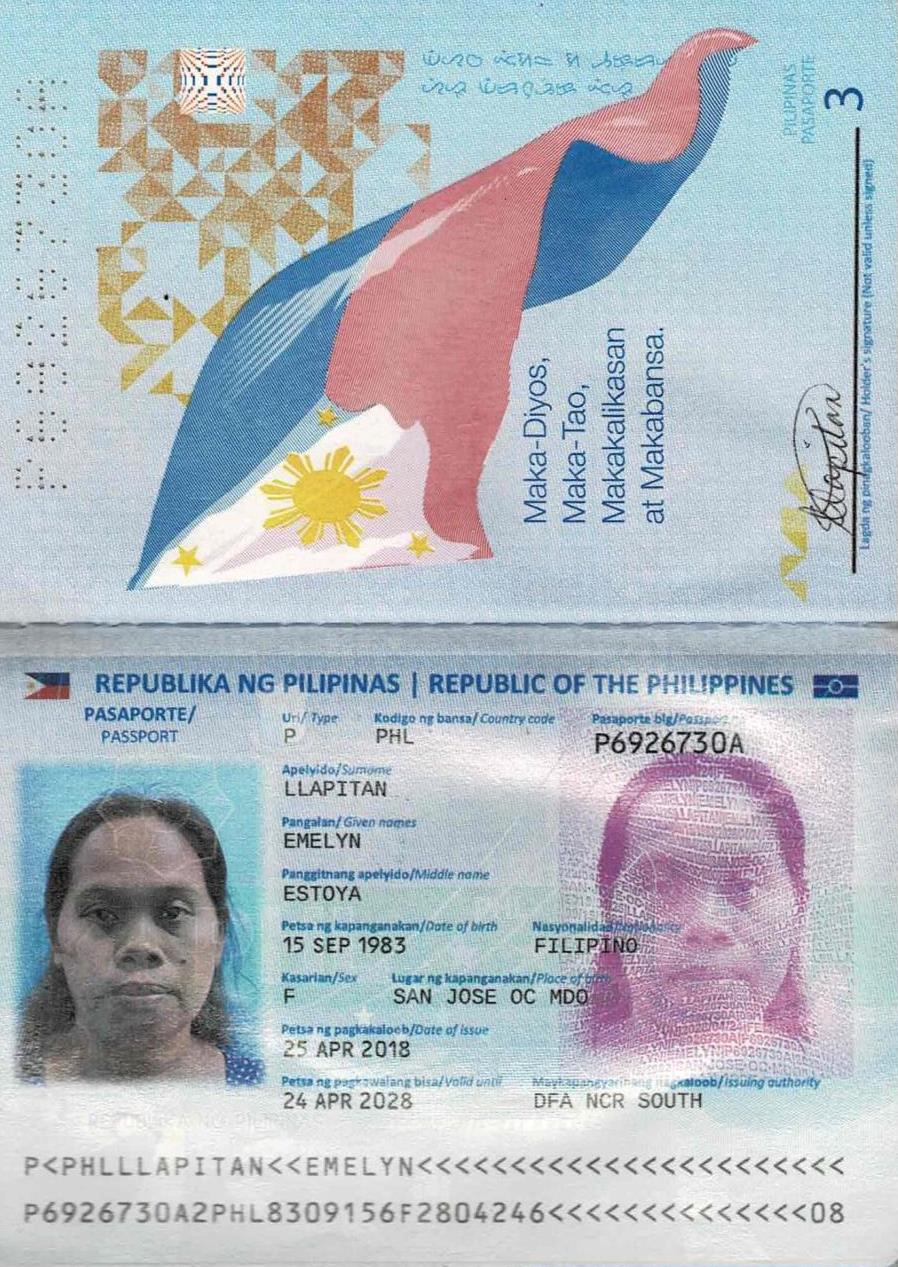 P6926730A
PILIPINAS
PASAPORTE
3
Maka-Diyos,
Maka-Tao,
Makakalikasan
at Makabansa.
Lagda ng pinagkalooban/ Holder's signature (Not valid unless signed)
REPUBLIKA NG PILIPINAS | REPUBLIC OF THE PHILIPPINES
PASAPORTE/
PASSPORT
Uri/ Type Kodigo ng bansa/ Country code Pasaporte blg/
P PHL P6926730A
Apelyido/Surname
LLAPITAN
Pangalan/ Given names
EMELYN
Panggitnang apelyido/Middle name
ESTOYA
Petsa ng kapanganakan/Date of birth Nasyonalidad/Nationality
15 SEP 1983 FILIPINO
Kasarian/Sex Lugar ng kapanganakan/Place of birth
F SAN JOSE OC MDO
Petsa ng pagkakaloob/Date of issue
25 APR 2018
Petsa ng pagkawalang bisa/Valid until Maykapangyarihang nagkaloob/Issuing authority
24 APR 2028 DFA NCR SOUTH
P<PHLLLAPITAN<<EMELYN<<<<<<<<<<<<<<<<<<<<<<<
P6926730A2PHL8309156F2804246<<<<<<<<<<<<<<08